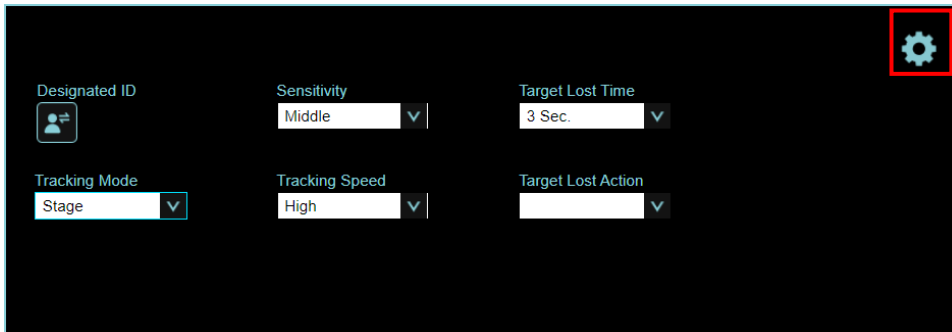 Designated ID
Sensitivity
Middle
Target Lost Time
3 Sec.
Tracking Mode
Stage
Tracking Speed
High
Target Lost Action